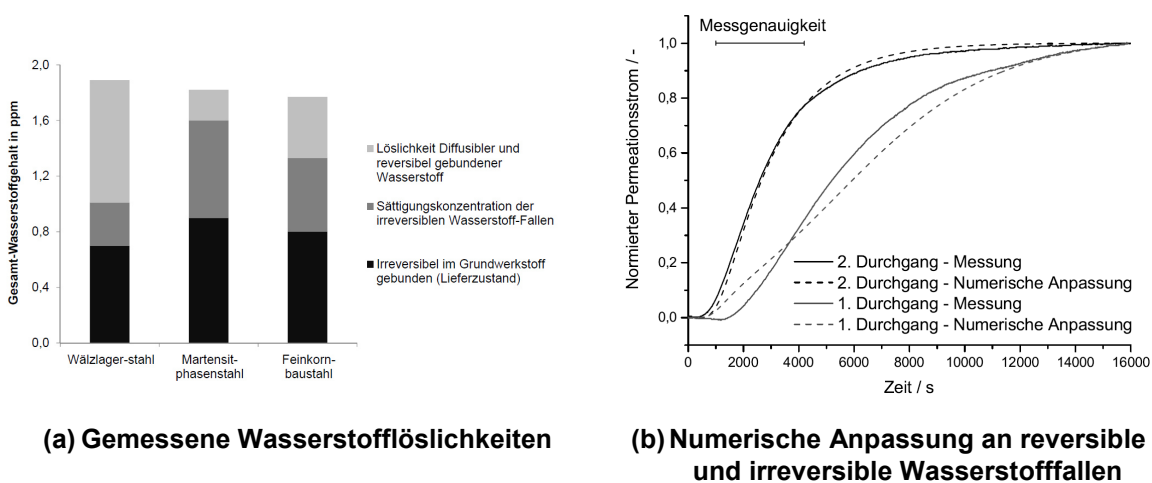 Gesamt-Wasserstoffgehalt in ppm
2,0
1,6
1,2
0,8
0,4
0,0
Wälzlager-stahl
Martensit-
phasenstahl
Feinkorn-
baustahl
Löslichkeit Diffusibler und
reversibel gebundener
Wasserstoff
Sättigungskonzentration der
irreversiblen Wasserstoff-Fallen
Irreversibel im Grundwerkstoff
gebunden (Lieferzustand)
(a) Gemessene Wasserstofflöslichkeiten
Messgenauigkeit
Normierter Permeationsstrom / -
1,0
0,8
0,6
0,4
0,2
0,0
2. Durchgang - Messung
2. Durchgang - Numerische Anpassung
1. Durchgang - Messung
1. Durchgang - Numerische Anpassung
0 2000 4000 6000 8000 10000 12000 14000 16000
Zeit / s
(b) Numerische Anpassung an reversible
und irreversible Wasserstofffallen